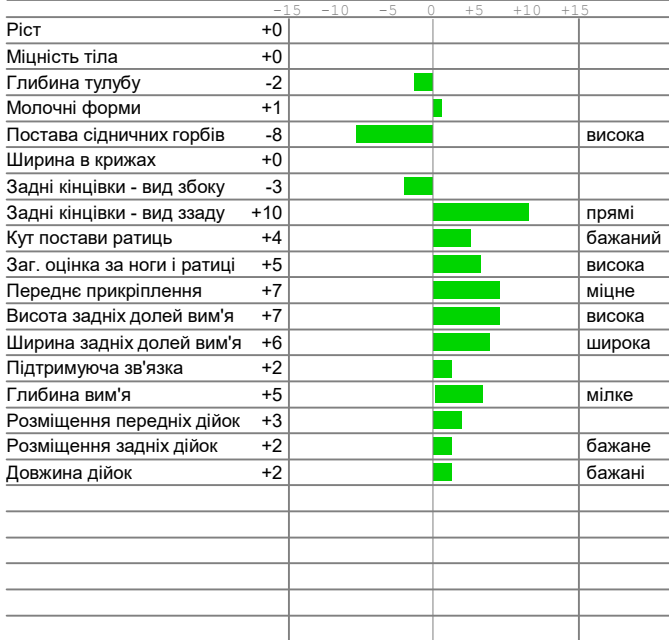 -15 -10 -5 0 +5 +10 +15
Ріст +0
Міцність тіла +0
Глибина тулубу -2
Молочні форми +1
Постава сідничних горбів -8 висока
Ширина в крижах +0
Задні кінцівки - вид збоку -3
Задні кінцівки - вид ззаду +10 прямі
Кут постави ратиць +4 бажаний
Заг. оцінка за ноги і ратиці +5 висока
Переднє прикріплення +7 міцне
Висота задніх долей вим'я +7 висока
Ширина задніх долей вим'я +6 широка
Підтримуюча зв'язка +2
Глибина вим'я +5 мілке
Розміщення передніх дійок +3
Розміщення задніх дійок +2 бажане
Довжина дійок +2 бажані